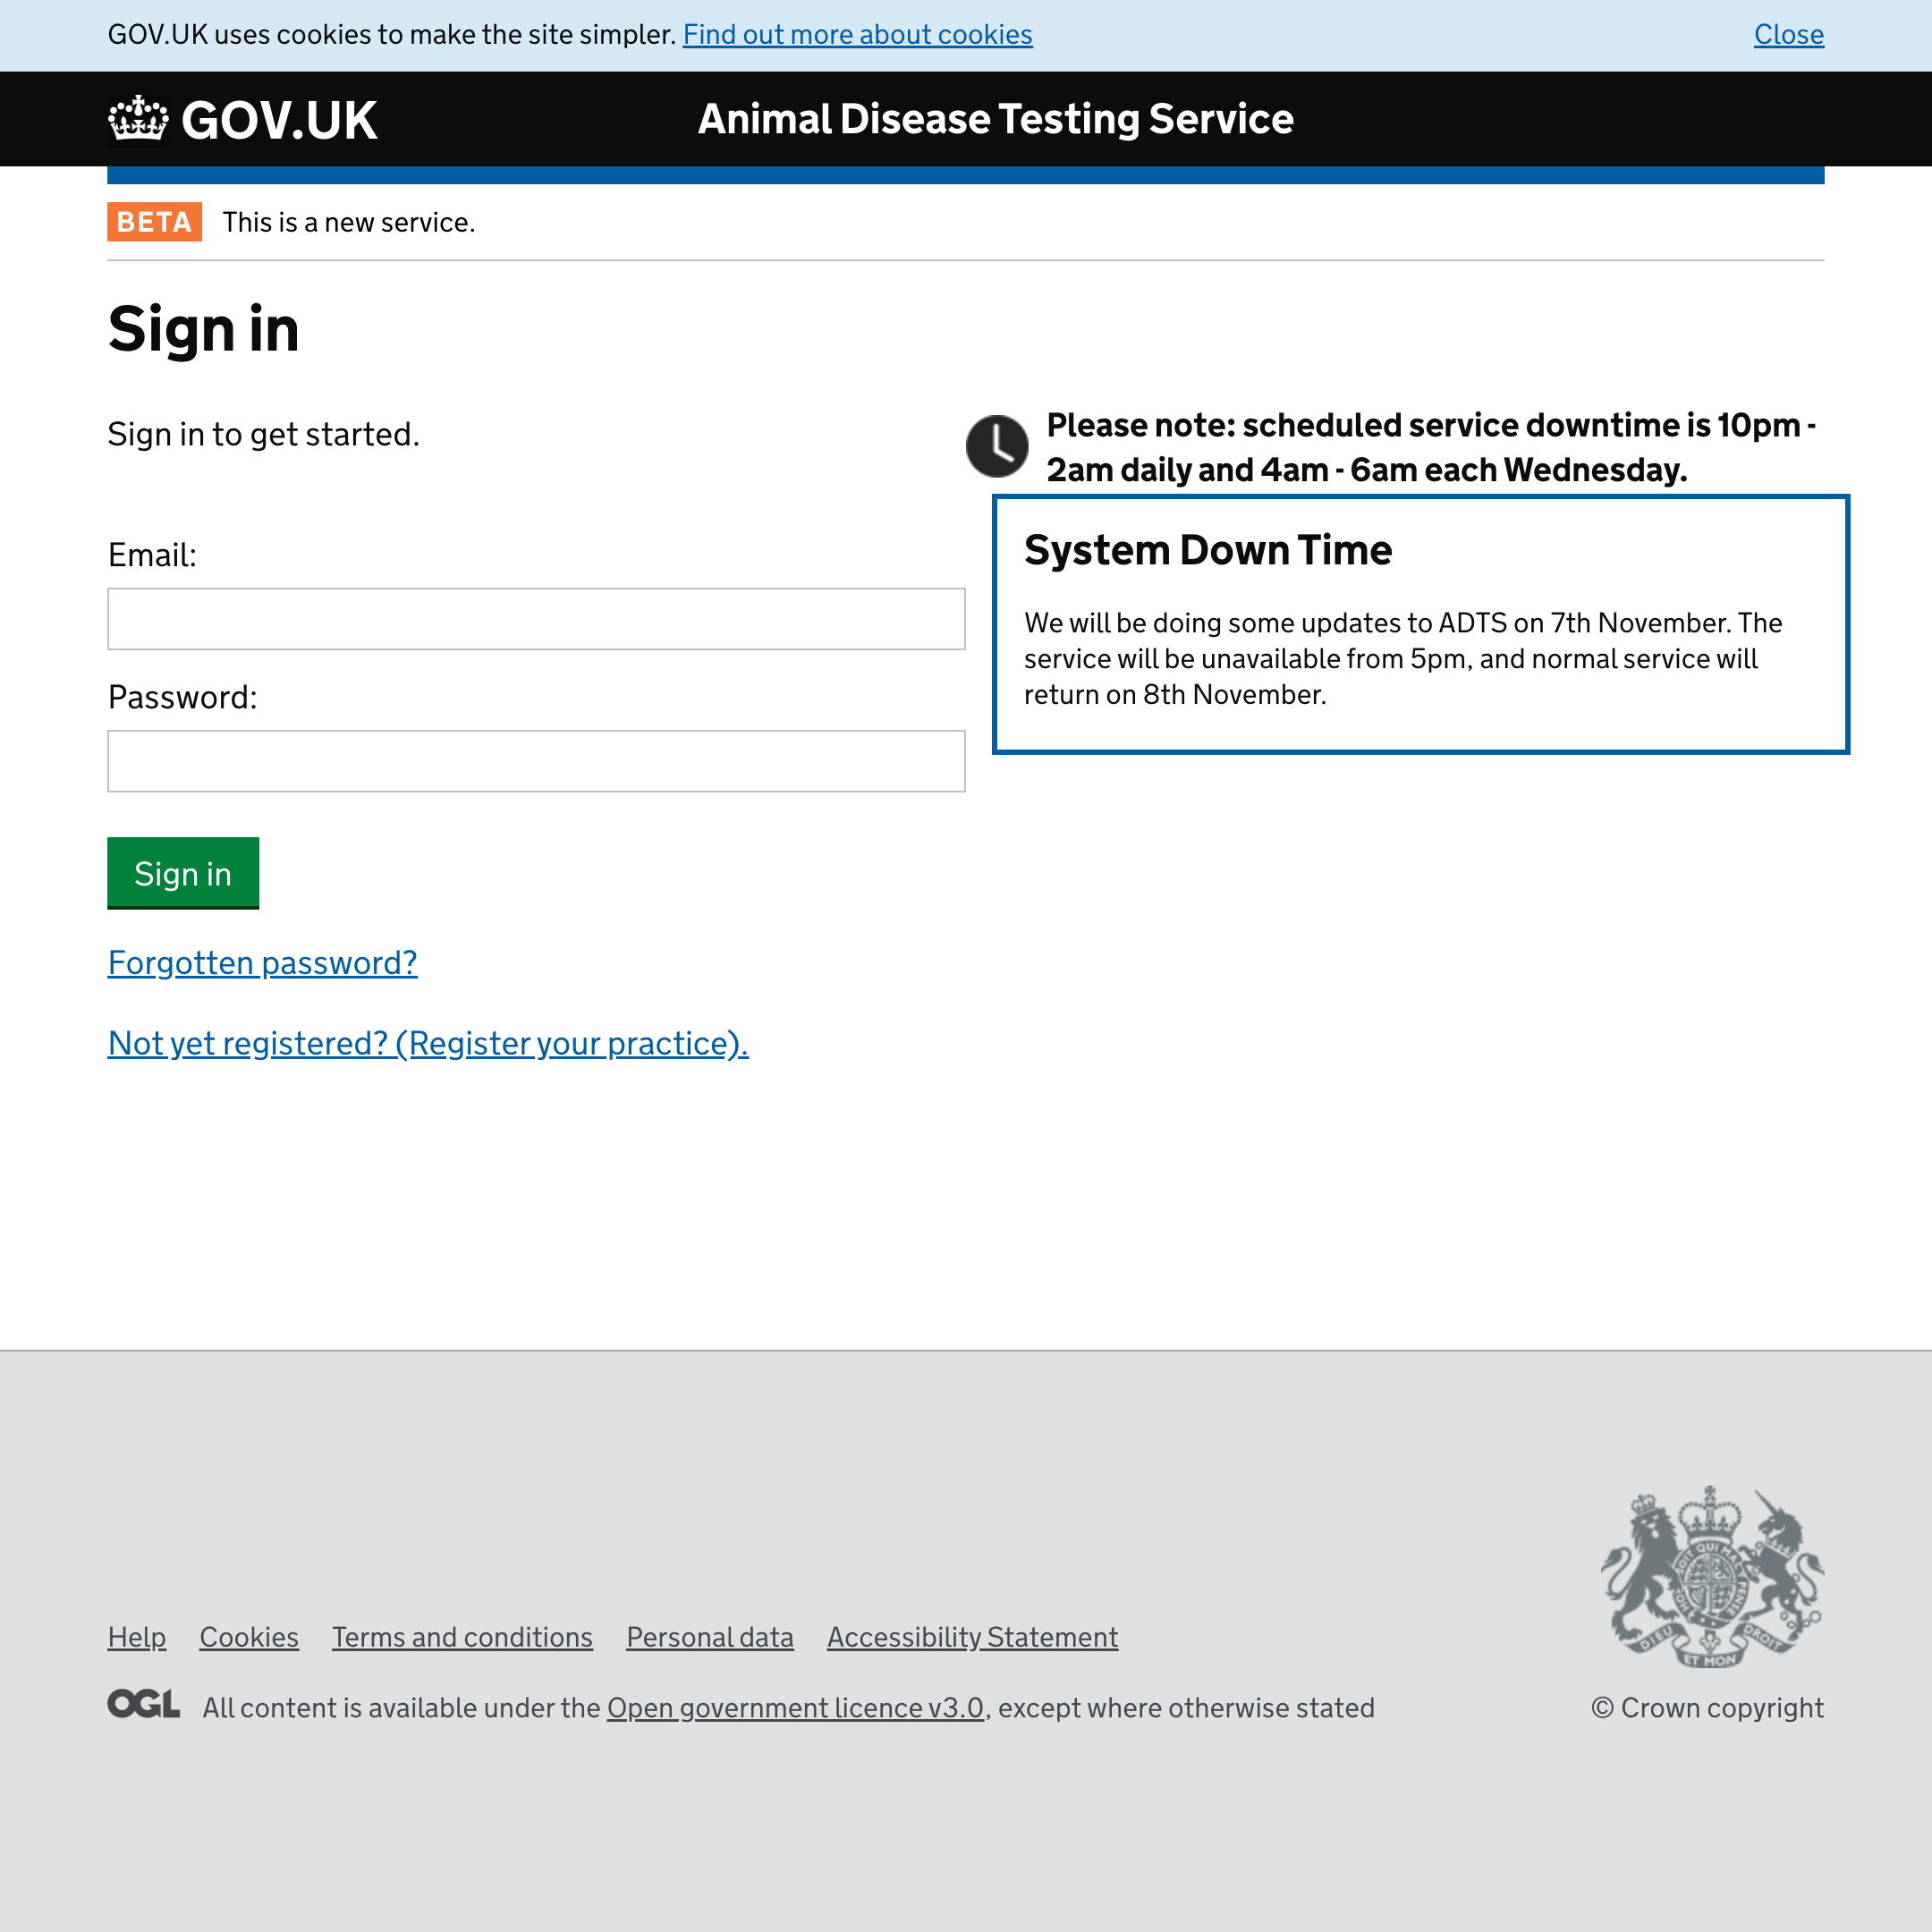 GOV.UK uses cookies to make the site simpler. Find out more about cookies
Close
GOV.UK
Animal Disease Testing Service
BETA This is a new service.
Sign in
Sign in to get started.
Please note: scheduled service downtime is 10pm -
2am daily and 4am - 6am each Wednesday.
System Down Time
We will be doing some updates to ADTS on 7th November. The
service will be unavailable from 5pm, and normal service will
return on 8th November.
Email:
Password:
Sign in
Forgotten password?
Not yet registered? (Register your practice).
Help Cookies Terms and conditions Personal data Accessibility Statement
OGL All content is available under the Open government licence v3.0, except where otherwise stated
DIEU ET MON DROIT
© Crown copyright